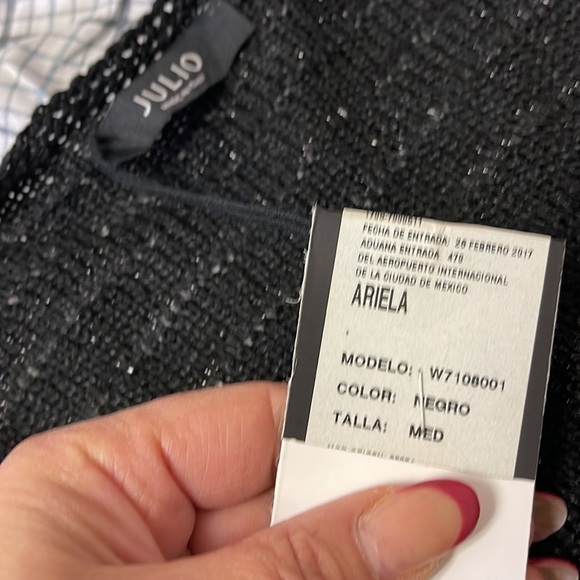 JULIO
FECHA DE ENTRADA: 28 FEBRERO 2017
ADUANA ENTRADA 470
DEL AEROPUERTO INTERNACIONAL
DE LA CIUDAD DE MEXICO
ARIELA
MODELO: W7108001
COLOR: NEGRO
TALLA: MED